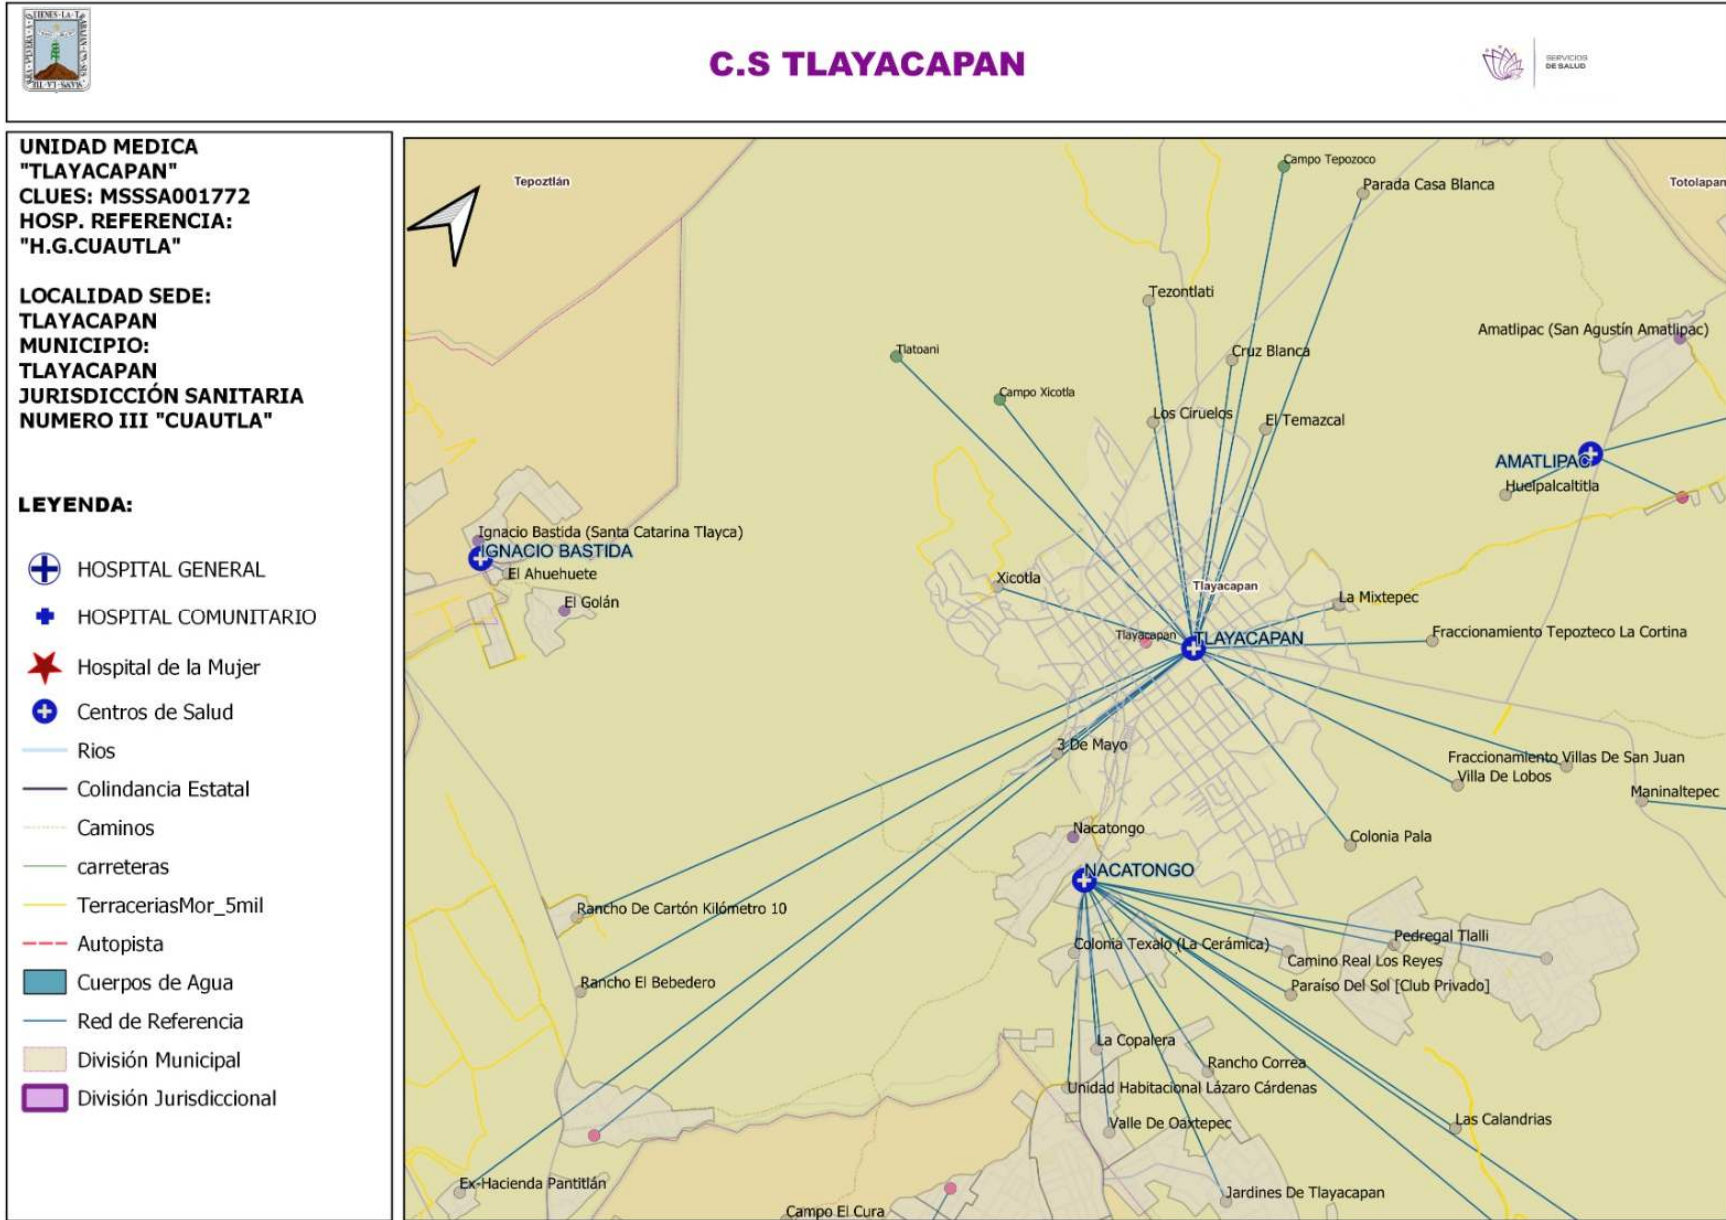 C.S TLAYACAPAN
SERVICIOS
DE SALUD
UNIDAD MEDICA
"TLAYACAPAN"
CLUES: MSSSA001772
HOSP. REFERENCIA:
"H.G.CUAUTLA"
LOCALIDAD SEDE:
TLAYACAPAN
MUNICIPIO:
TLAYACAPAN
JURISDICCIÓN SANITARIA
NUMERO III "CUAUTLA"
LEYENDA:
HOSPITAL GENERAL
HOSPITAL COMUNITARIO
Hospital de la Mujer
Centros de Salud
Rios
Colindancia Estatal
Caminos
carreteras
TerraceriasMor_5mil
Autopista
Cuerpos de Agua
Red de Referencia
División Municipal
División Jurisdiccional
Tepoztlán
Campo Tepozoco
Parada Casa Blanca
Totolapan
Tezontlati
Amatlipac (San Agustín Amatlipac)
Tlatoani
Cruz Blanca
Campo Xicotla
Los Ciruelos
El Temazcal
AMATLIPAC
Huelpalcaltitla
Ignacio Bastida (Santa Catarina Tlayca)
IGNACIO BASTIDA
El Ahuehuete
El Golán
Xicotla
Tlayacapan
La Mixtepec
Tlayacapan
TLAYACAPAN
Fraccionamiento Tepozteco La Cortina
3 De Mayo
Fraccionamiento Villas De San Juan
Villa De Lobos
Maninaltepec
Nacatongo
Colonia Pala
NACATONGO
Rancho De Cartón Kilómetro 10
Pedregal Tlalli
Colonia Texalo (La Cerámica)
Camino Real Los Reyes
Rancho El Bebedero
Paraíso Del Sol [Club Privado]
La Copalera
Rancho Correa
Unidad Habitacional Lázaro Cárdenas
Valle De Oaxtepec
Las Calandrias
Ex-Hacienda Pantitlán
Jardines De Tlayacapan
Campo El Cura